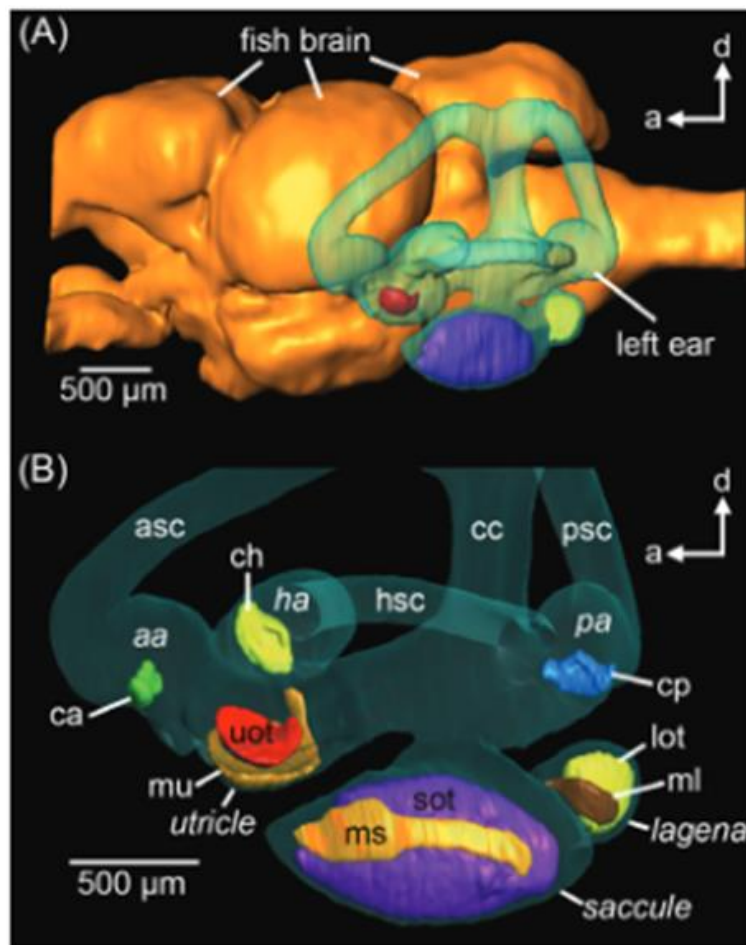 (A)
fish brain
d
a
left ear
500 µm
(B)
d
a
asc
cc
psc
ch
ha
hsc
pa
aa
ca
cp
uot
lot
mu
ml
utricle
sot
ms
lagena
500 µm
saccule